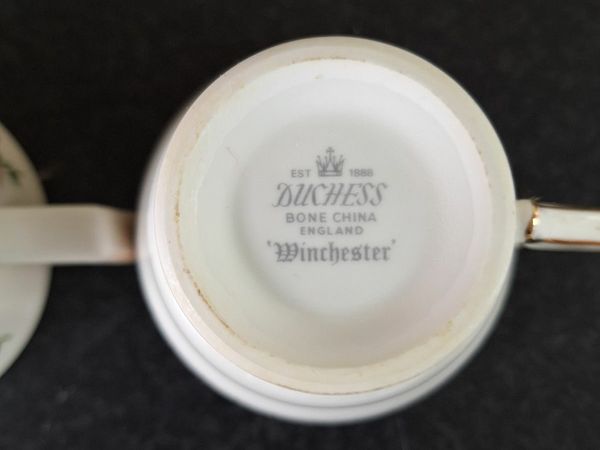 EST 1888
DUCHESS
BONE CHINA
ENGLAND
'Winchester'